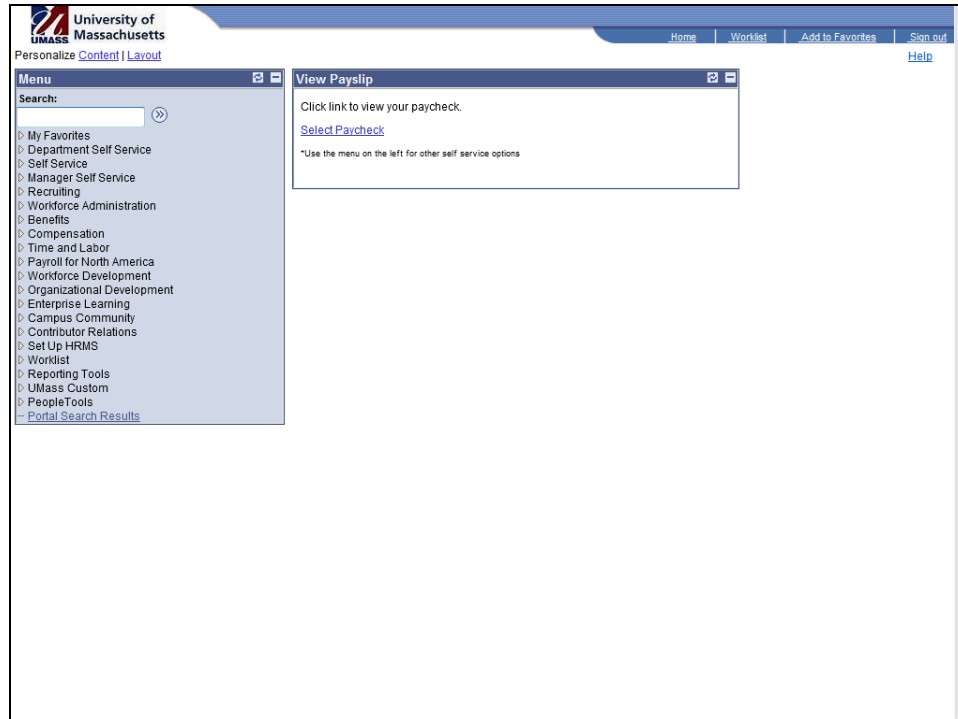 University of
UMASS Massachusetts
Home Worklist Add to Favorites Sign out
Personalize Content | Layout
Help
Menu
Search:
My Favorites
Department Self Service
Self Service
Manager Self Service
Recruiting
Workforce Administration
Benefits
Compensation
Time and Labor
Payroll for North America
Workforce Development
Organizational Development
Enterprise Learning
Campus Community
Contributor Relations
Set Up HRMS
Worklist
Reporting Tools
UMass Custom
PeopleTools
Portal Search Results
View Payslip
Click link to view your paycheck.
Select Paycheck
*Use the menu on the left for other self service options